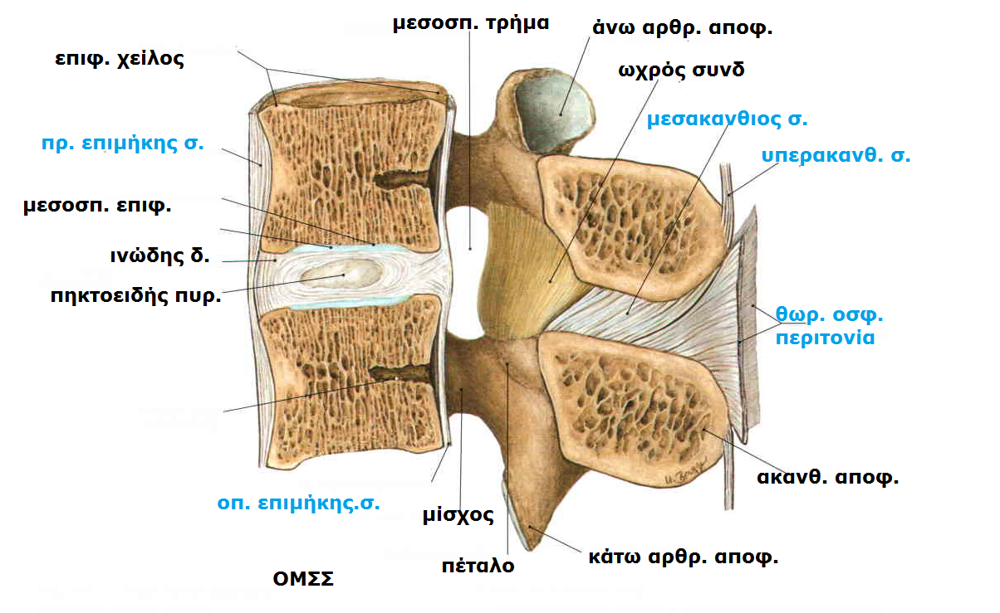 μεσοσπ. τρήμα
άνω αρθρ. αποφ.
επιφ. χείλος
ωχρός συνδ
μεσακανθιος σ.
πρ. επιμήκης σ.
υπερακανθ. σ.
μεσοσπ. επιφ.
ινώδης δ.
πηκτοειδής πυρ.
θωρ. οσφ.
περιτονία
ακανθ. αποφ.
οπ. επιμήκης.σ.
μίσχος
κάτω αρθρ. αποφ.
πέταλο
ΟΜΣΣ